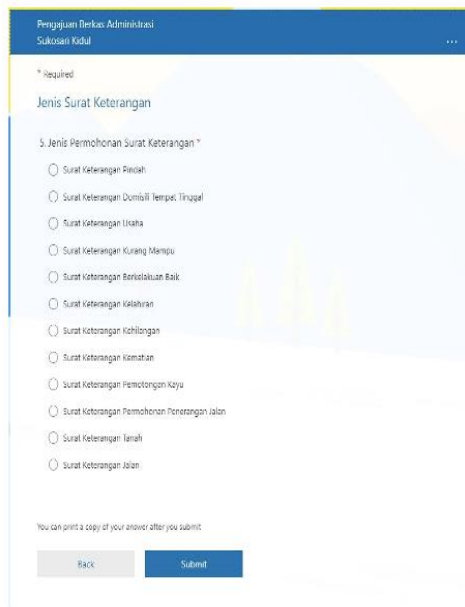 Pengajuan Berkas Administrasi
Sukosari Kidul
...
* Required
Jenis Surat Keterangan
5. Jenis Permohonan Surat Keterangan *
Surat Keterangan Pindah
Surat Keterangan Domisili Tempat Tinggal
Surat Keterangan Usaha
Surat Keterangan Kurang Mampu
Surat Keterangan Berkelakuan Baik
Surat Keterangan Kelahiran
Surat Keterangan Kehilangan
Surat Keterangan Kematian
Surat Keterangan Pemotongan Kayu
Surat Keterangan Permohonan Penerangan Jalan
Surat Keterangan Tanah
Surat Keterangan Jalan
You can print a copy of your answer after you submit
Back
Submit